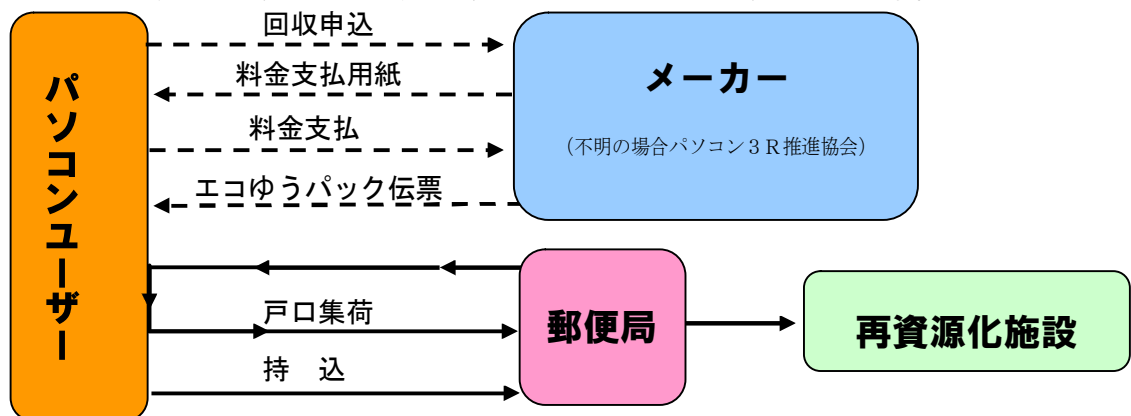 パソコンユーザー
回収申込
料金支払用紙
料金支払
エコゆうパック伝票
メーカー
(不明の場合パソコン3R推進協会)
戸口集荷
持 込
郵便局
再資源化施設